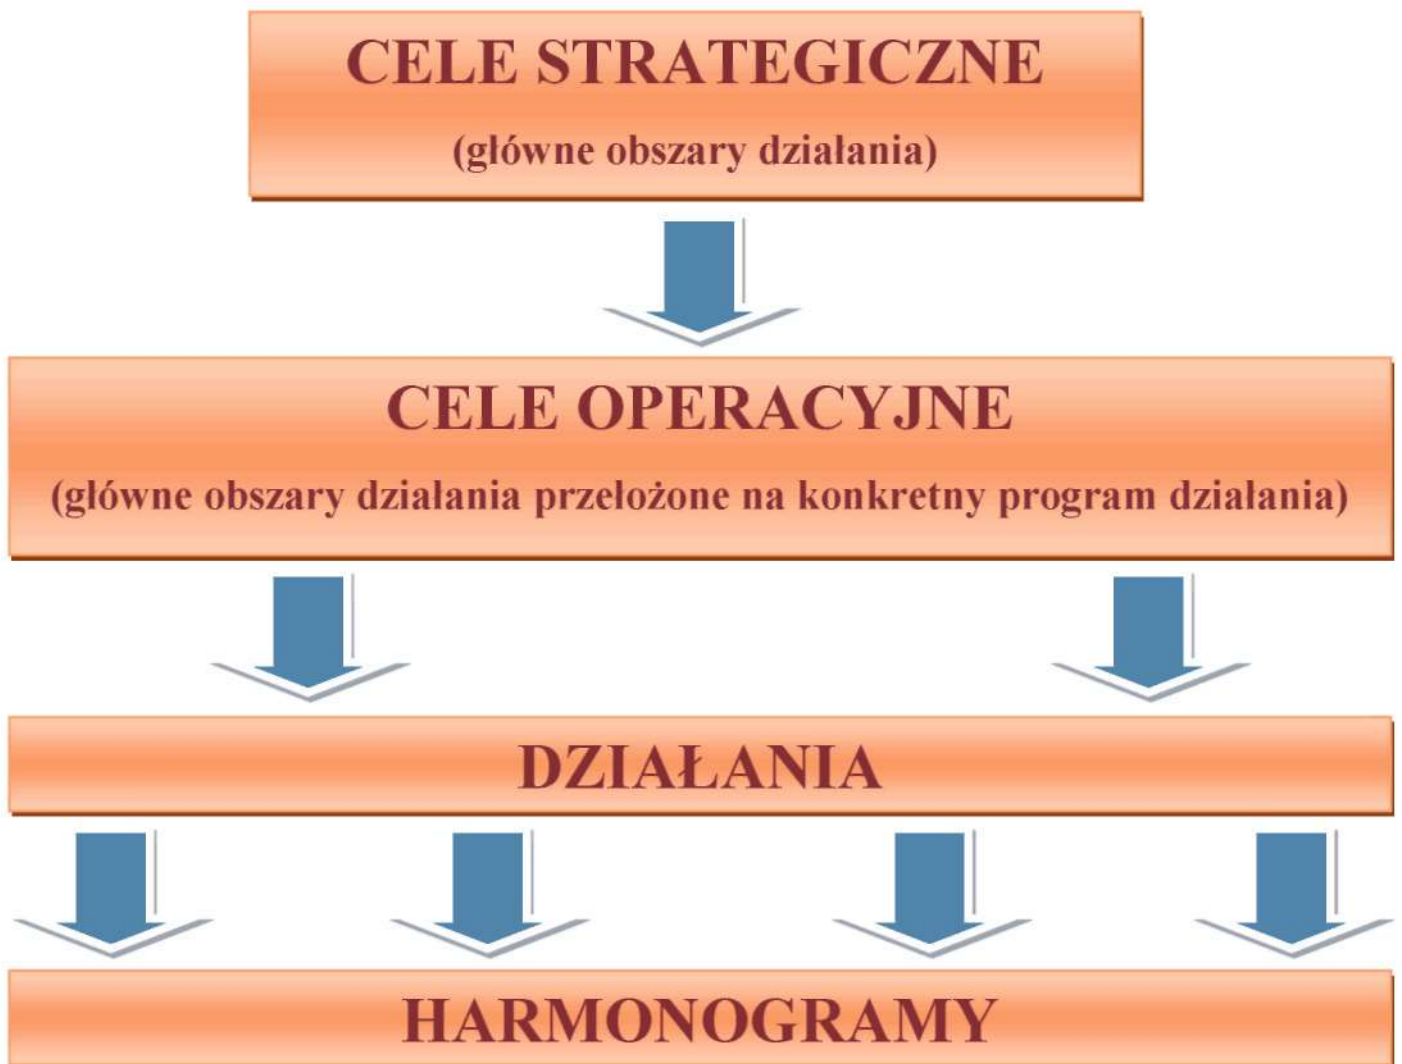 CELE STRATEGICZNE
(główne obszary działania)
CELE OPERACYJNE
(główne obszary działania przełożone na konkretny program działania)
DZIAŁANIA
HARMONOGRAMY